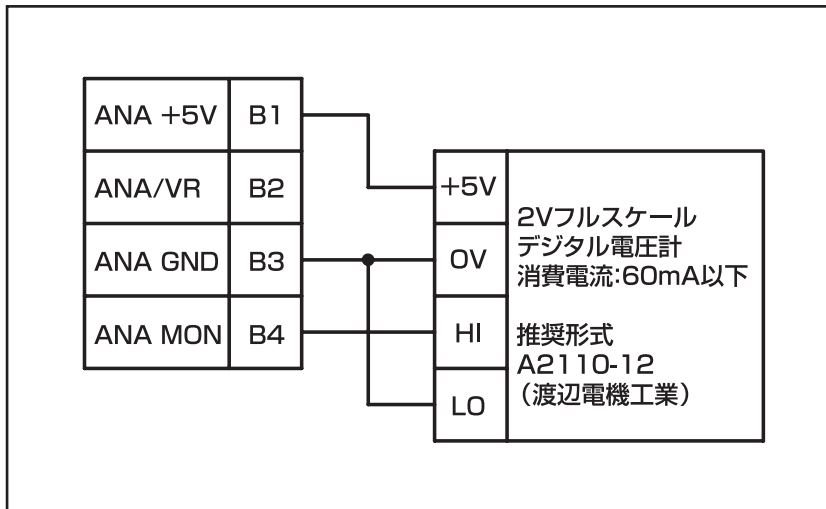 ANA +5V B1
ANA/VR B2
ANA GND B3
ANA MON B4
+5V
0V
HI
LO
2Vフルスケール
デジタル電圧計
消費電流:60mA以下
推奨形式
A2110-12
(渡辺電機工業)